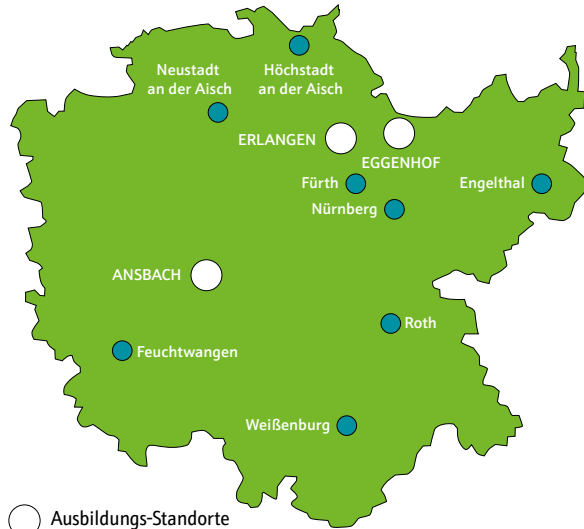 Neustadt
an der Aisch
Höchstadt
an der Aisch
ERLANGEN
EGGENHOF
Fürth
Engelthal
Nürnberg
ANSBACH
Roth
Feuchtwangen
Weißenburg
Ausbildungs-Standorte